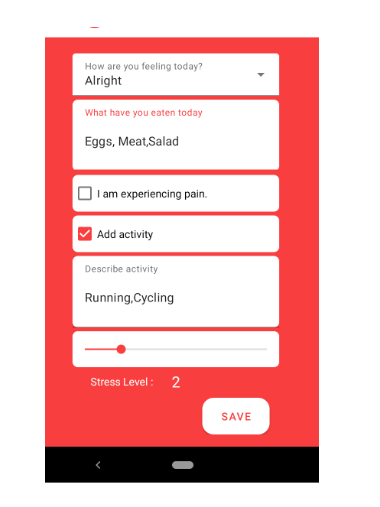 How are you feeling today?
Alright
What have you eaten today
Eggs, Meat,Salad
I am experiencing pain.
Add activity
Describe activity
Running,Cycling
Stress Level : 2
SAVE